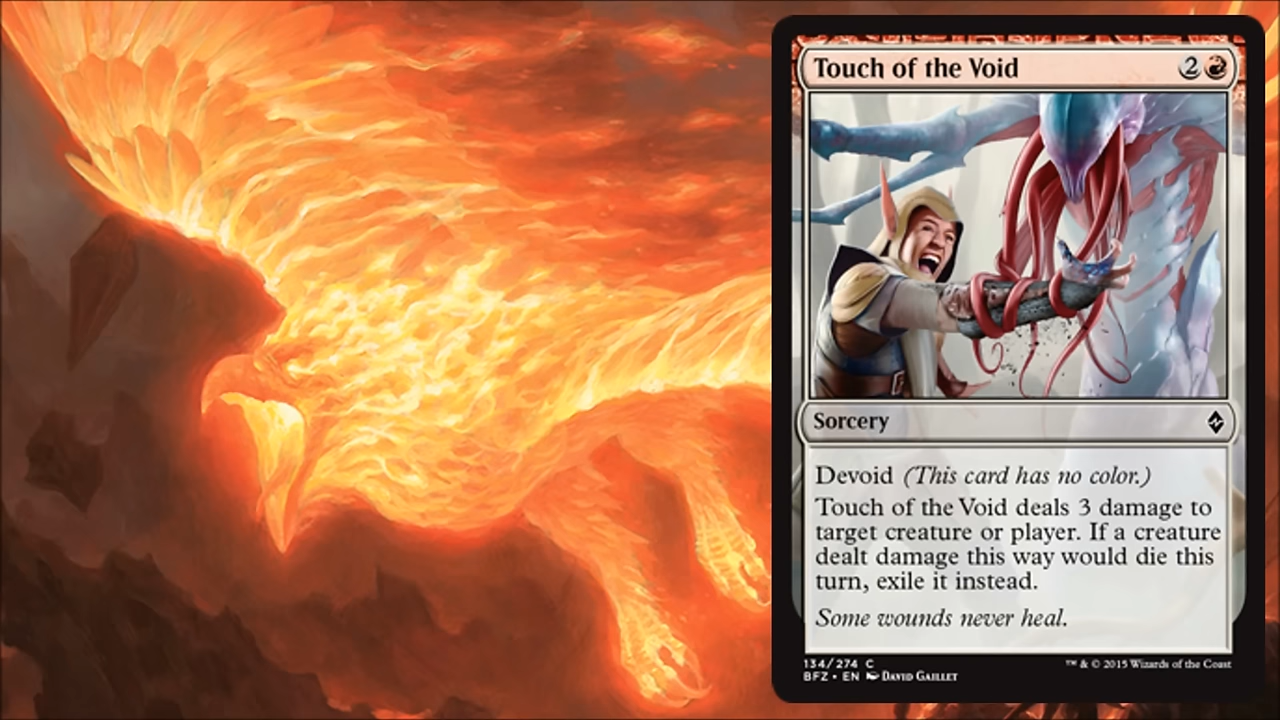 Touch of the Void 2
Sorcery
Devoid (This card has no color.)
Touch of the Void deals 3 damage to
target creature or player. If a creature
dealt damage this way would die this
turn, exile it instead.
Some wounds never heal.
134/274 C
™ & © 2015 Wizards of the Coast
BFZ • EN David Gaillet